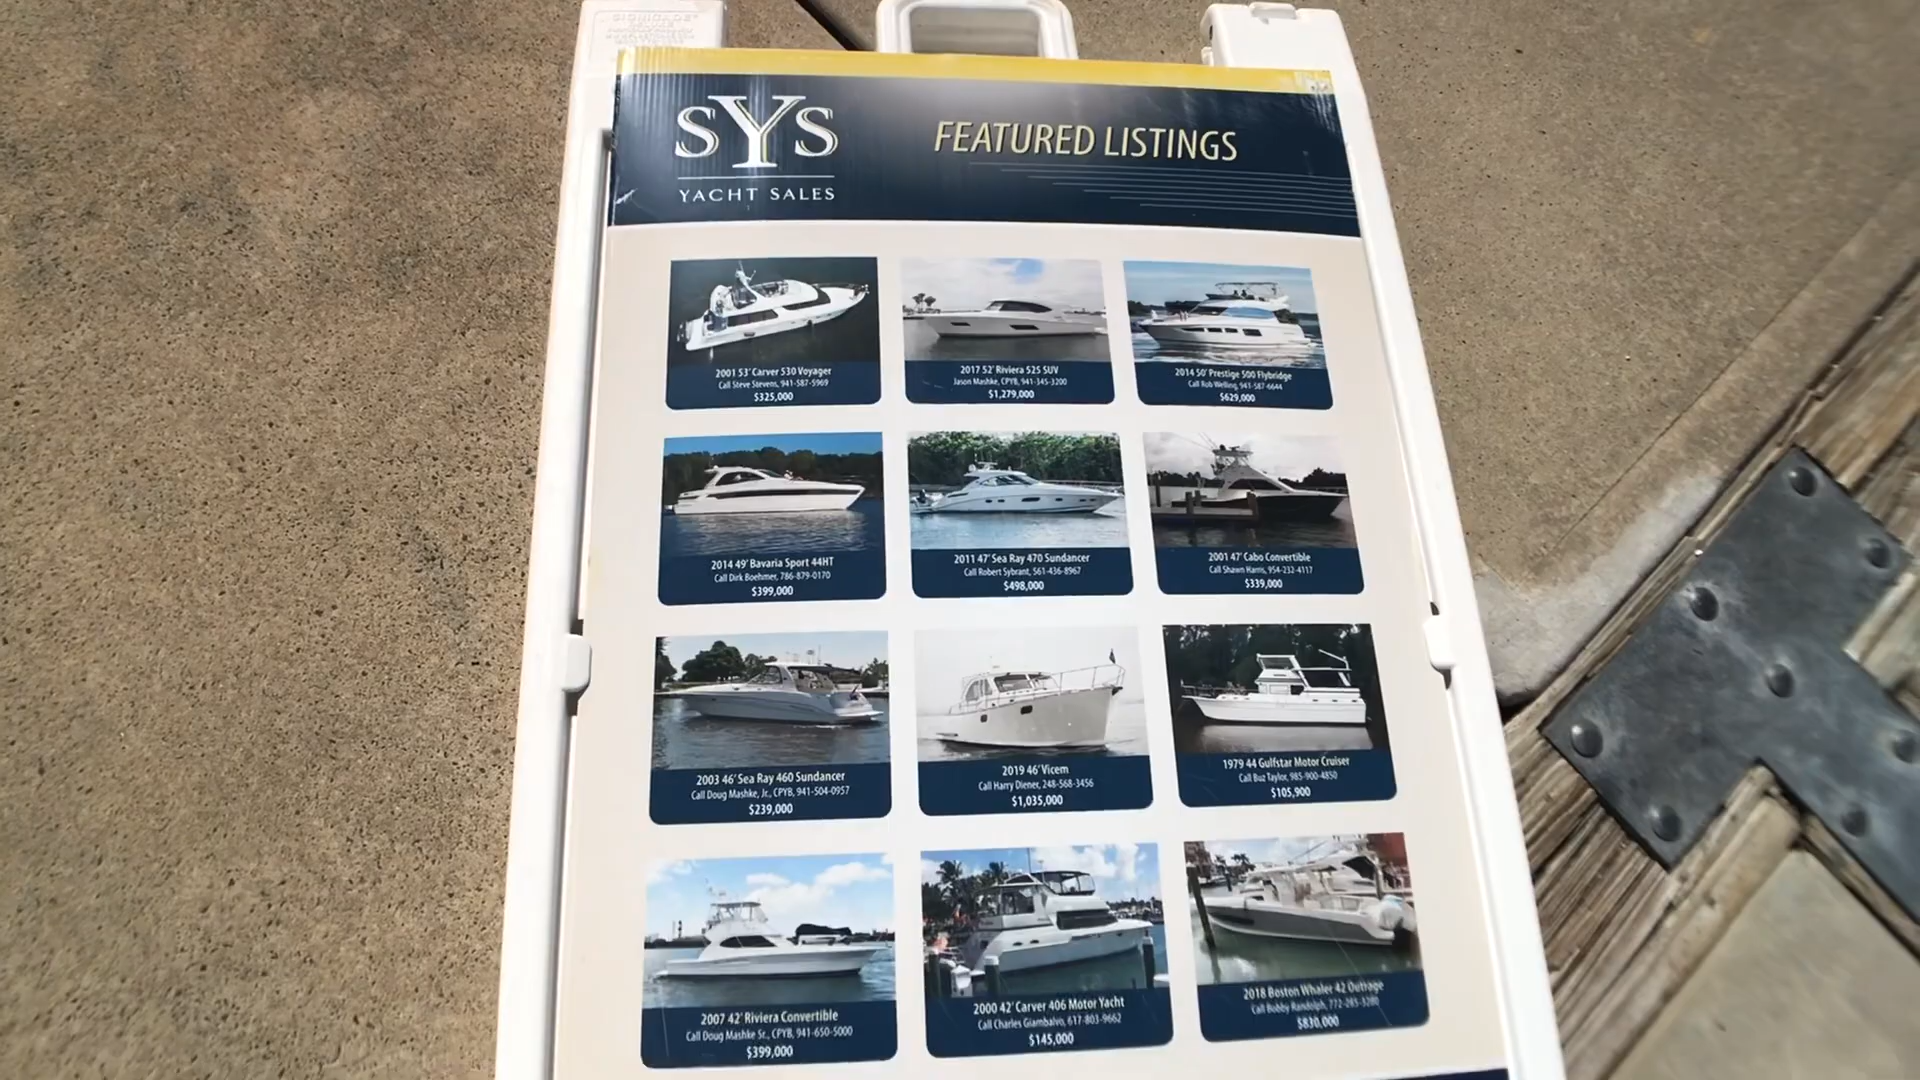 SIGNICADE®
DELUXE
SYS
YACHT SALES
FEATURED LISTINGS
2001 53' Carver 530 Voyager
Call Steve Stevens, 941-587-5969
$325,000
2017 52' Riviera 525 SUV
Jason Mashke, CPYB, 941-345-3200
$1,279,000
2014 50' Prestige 500 Flybridge
Call Rob Welling, 941-587-6644
$629,000
2014 49' Bavaria Sport 44HT
Call Dirk Boehmer, 786-879-0170
$399,000
2011 47' Sea Ray 470 Sundancer
Call Robert Sybrant, 561-436-8967
$498,000
2001 47' Cabo Convertible
Call Shawn Harris, 954-232-4117
$339,000
2003 46' Sea Ray 460 Sundancer
Call Doug Mashke, Jr., CPYB, 941-504-0957
$239,000
2019 46' Vicem
Call Harry Diener, 248-568-3456
$1,035,000
1979 44 Gulfstar Motor Cruiser
Call Buz Taylor, 985-900-4850
$105,900
2007 42' Riviera Convertible
Call Doug Mashke Sr., CPYB, 941-650-5000
$399,000
2000 42' Carver 406 Motor Yacht
Call Charles Giambalvo, 617-803-9662
$145,000
2018 Boston Whaler 42 Outrage
Call Bobby Randolph, 772-285-3280
$830,000